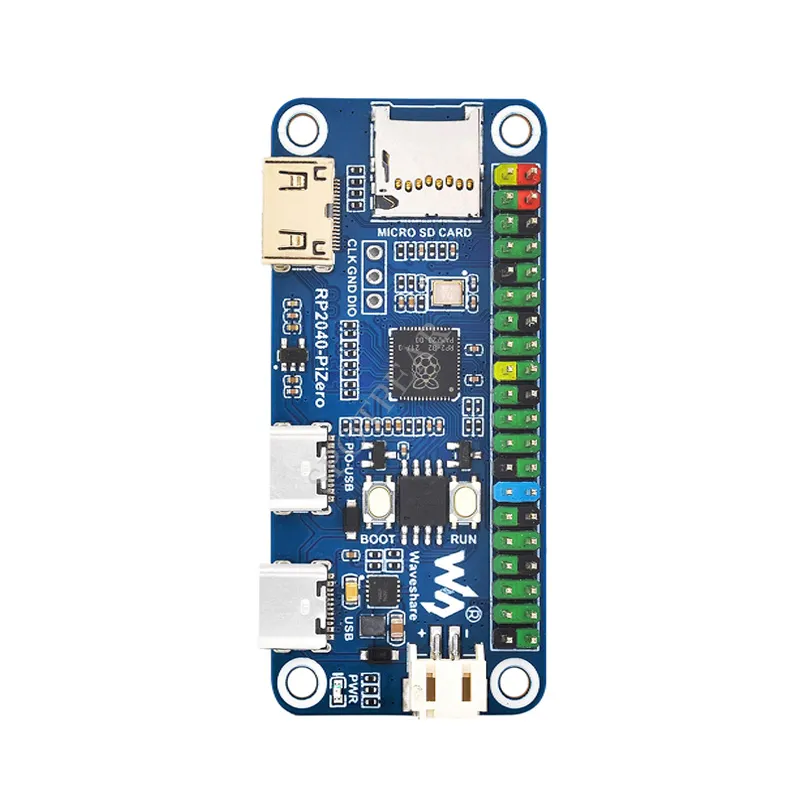 MICRO SD CARD
CLK GND DIO
RP2040-PiZero
PIO-USB
BOOT
RUN
Waveshare
®
USB
+ -
PWR